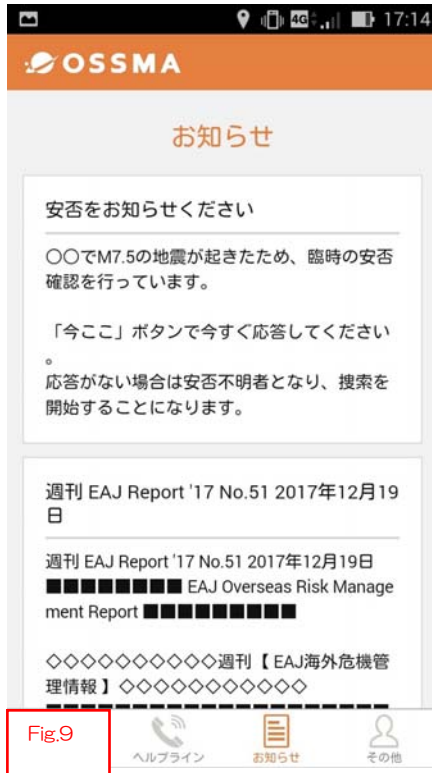 4G 17:14
OSSMA
お知らせ
安否をお知らせください
〇〇でM7.5の地震が起きたため、臨時の安否
確認を行っています。
「今ここ」ボタンで今すぐ応答してください
。
応答がない場合は安否不明者となり、捜索を
開始することになります。
週刊 EAJ Report '17 No.51 2017年12月19
日
週刊 EAJ Report '17 No.51 2017年12月19日
■■■■■■■■ EAJ Overseas Risk Manage
ment Report ■■■■■■■■■
◇◇◇◇◇◇◇◇◇◇週刊【 EAJ海外危機管
理情報 】◇◇◇◇◇◇◇◇◇◇◇
Fig.9
ヘルプライン お知らせ その他